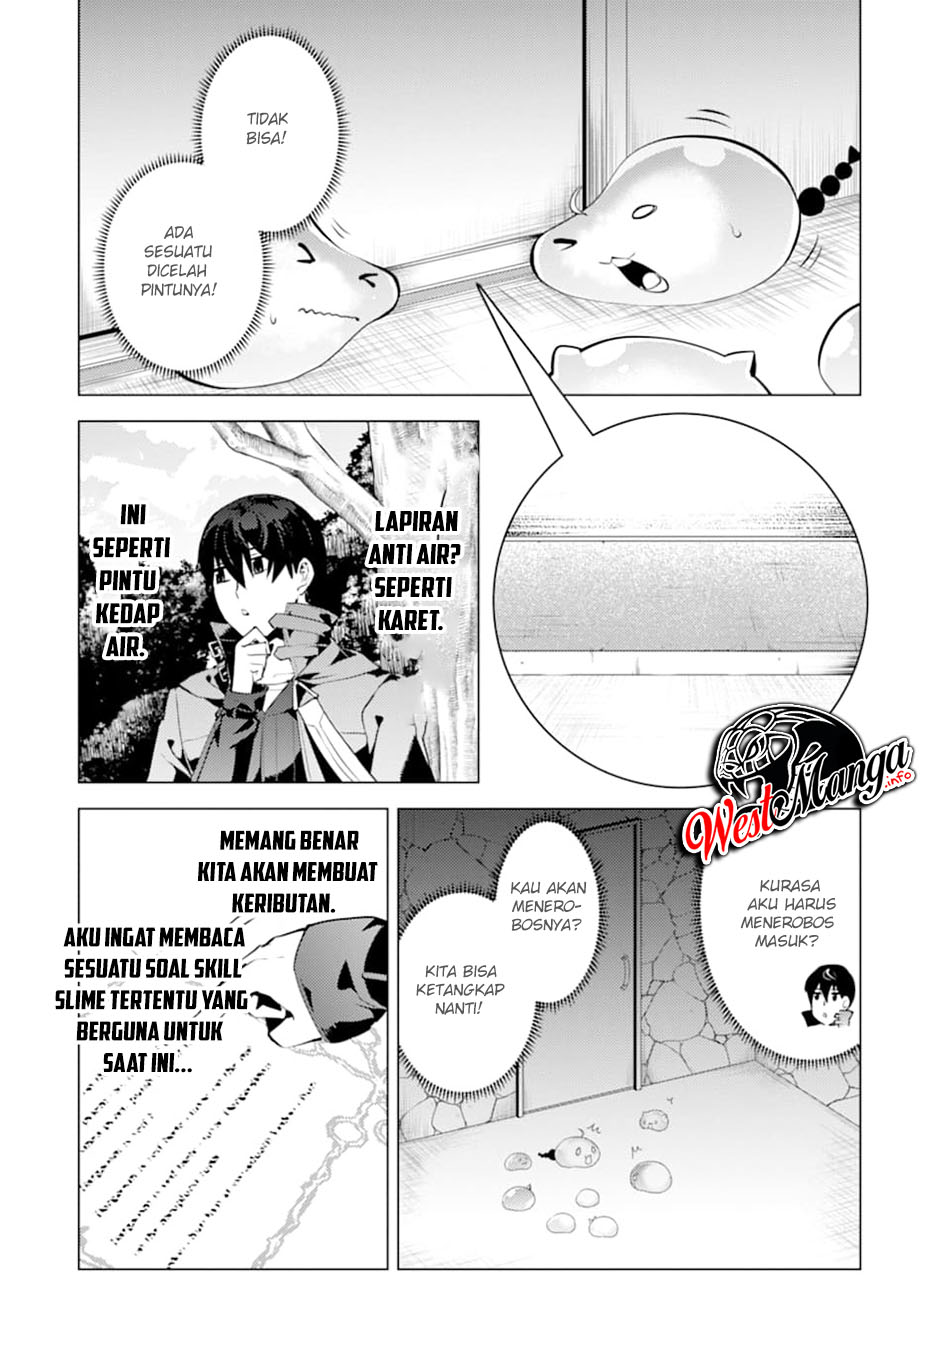 TIDAK
BISA!
ADA
SESUATU
DICELAH
PINTUNYA!
LAPIRAN
ANTI AIR?
SEPERTI
KARET.
INI
SEPERTI
PINTU
KEDAP
AIR.
WESTMANGA
.info
KURASA
AKU HARUS
MENEROBOS
MASUK?
KAU AKAN
MENERO-
BOSNYA?
KITA BISA
KETANGKAP
NANTI!
MEMANG BENAR
KITA AKAN MEMBUAT
KERIBUTAN.
AKU INGAT MEMBACA
SESUATU SOAL SKILL
SLIME TERTENTU YANG
BERGUNA UNTUK
SAAT INI...